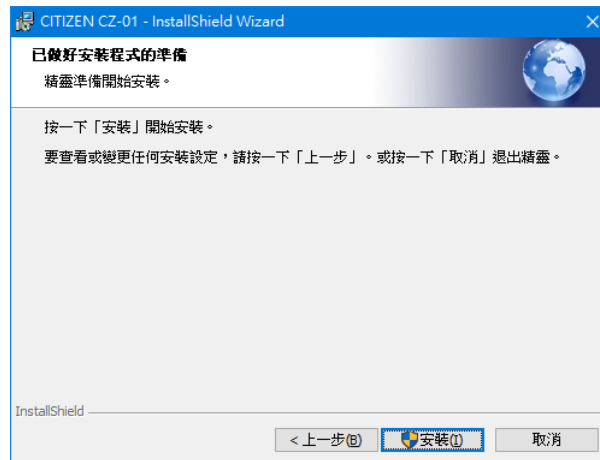 CITIZEN CZ-01 - InstallShield Wizard
已做好安裝程式的準備
精靈準備開始安裝。
按一下「安裝」開始安裝。
要查看或變更任何安裝設定，請按一下「上一步」。或按一下「取消」退出精靈。
InstallShield
< 上一步(B) 安裝(I) 取消